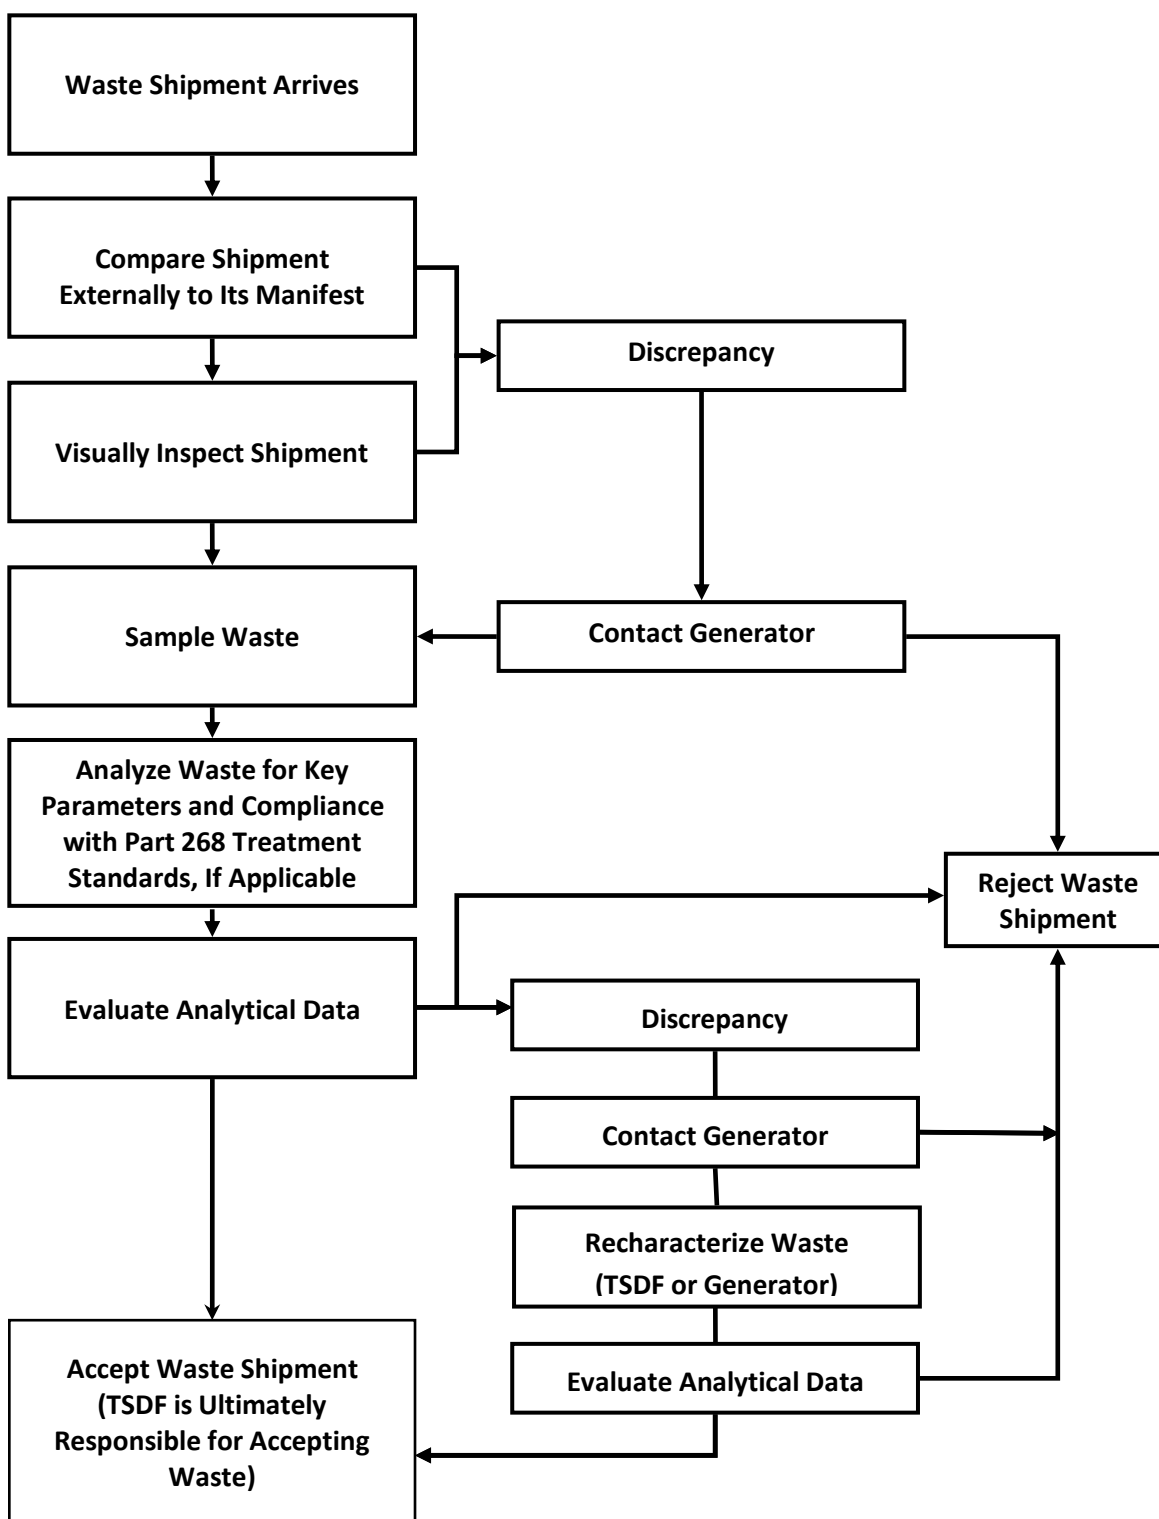 Waste Shipment Arrives
Compare Shipment
Externally to Its Manifest
Discrepancy
Visually Inspect Shipment
Sample Waste
Contact Generator
Analyze Waste for Key
Parameters and Compliance
with Part 268 Treatment
Standards, If Applicable
Reject Waste
Shipment
Evaluate Analytical Data
Discrepancy
Contact Generator
Recharacterize Waste
(TSDF or Generator)
Evaluate Analytical Data
Accept Waste Shipment
(TSDF is Ultimately
Responsible for Accepting
Waste)